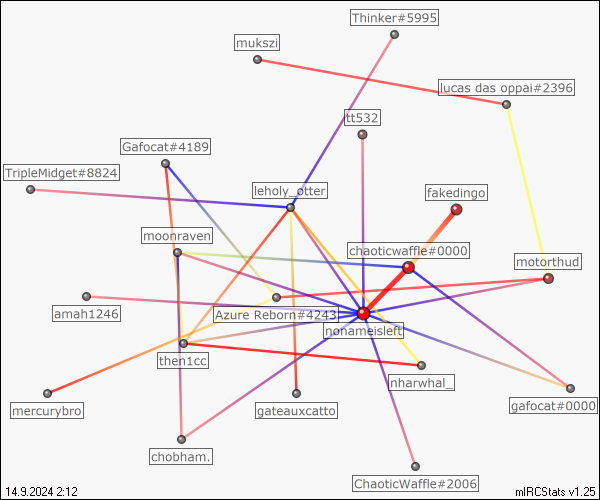 Thinker#5995
mukszi
lucas das oppai#2396
tt532
Gafocat#4189
TripleMidget#8824
leholy_otter
fakedingo
moonraven
chaoticwaffle#0000
motorthud
amah1246
Azure Reborn#4243
nonameisleft
then1cc
nharwhal_
mercurybro
gateauxcatto
gafocat#0000
chobham.
ChaoticWaffle#2006
14.9.2024 2:12
mIRCStats v1.25